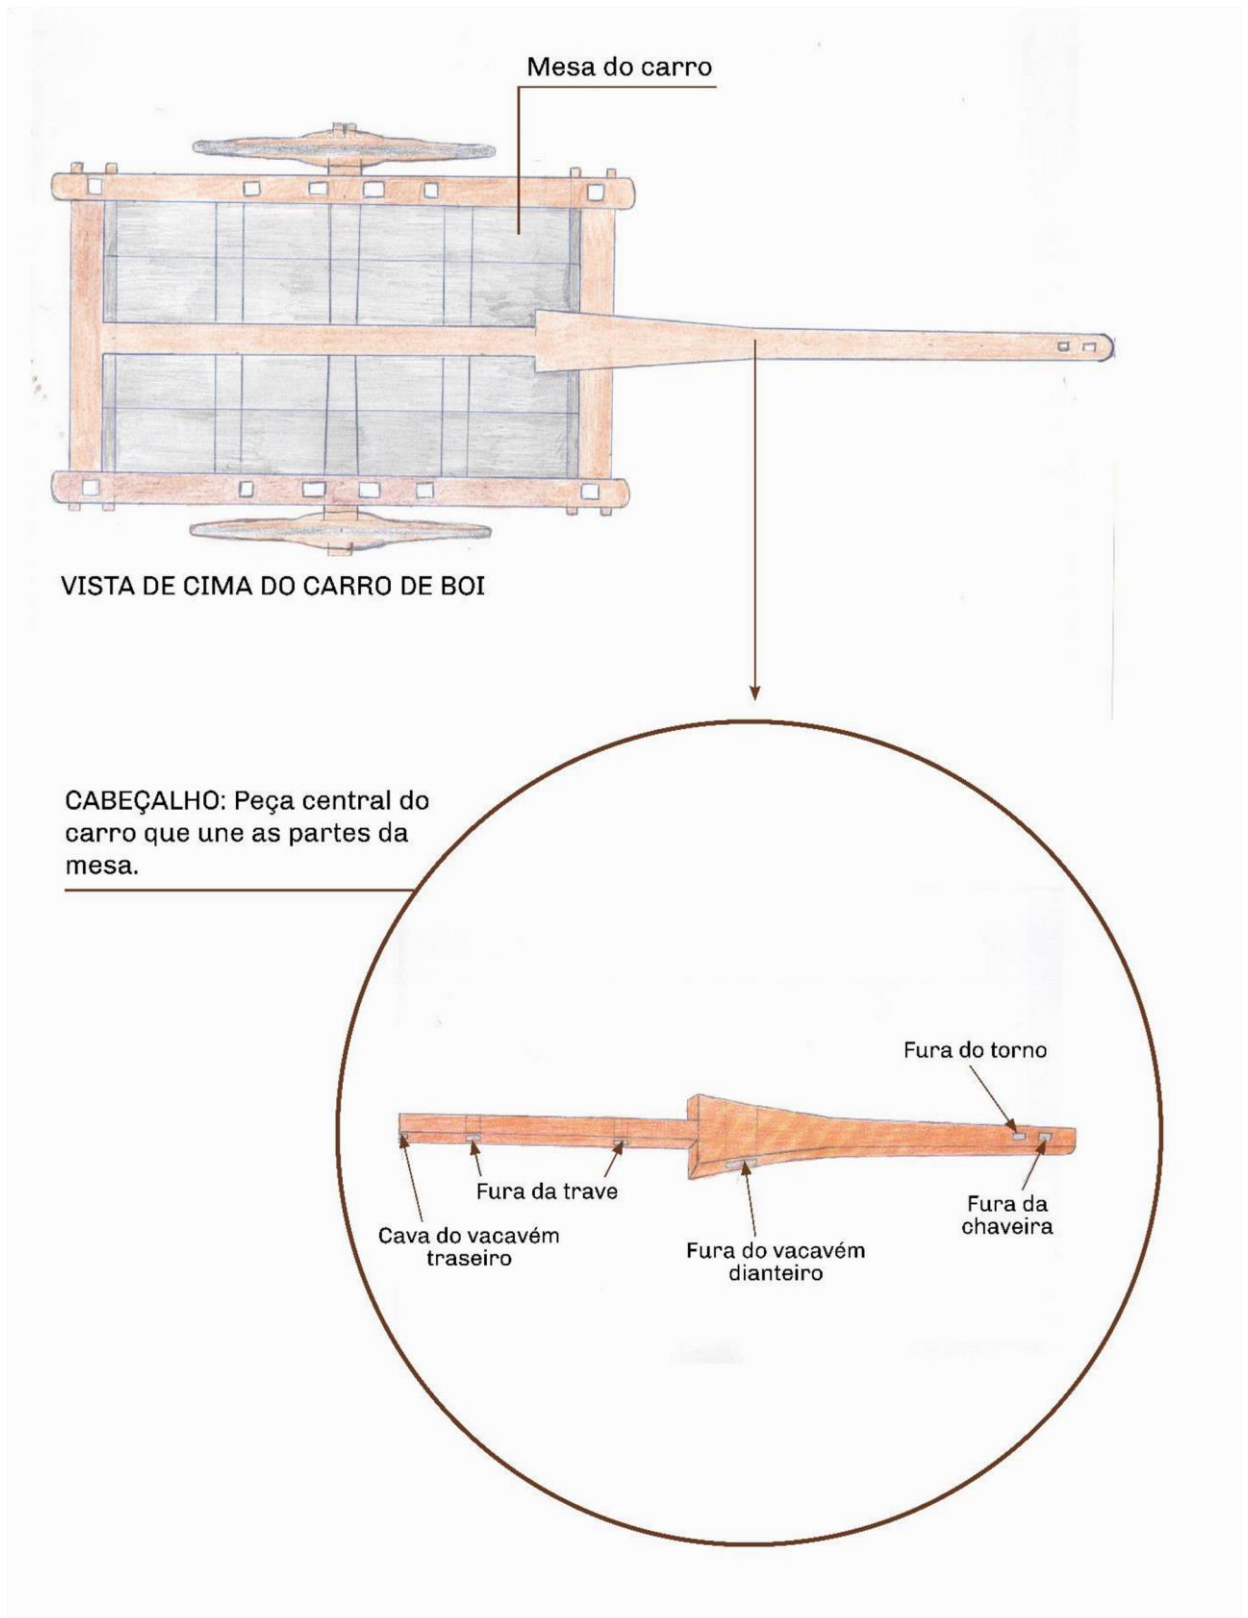 Mesa do carro
VISTA DE CIMA DO CARRO DE BOI
CABEÇALHO: Peça central do
carro que une as partes da
mesa.
Fura do torno
Fura da trave
Fura da
chaveira
Cava do vacavém
traseiro
Fura do vacavém
dianteiro